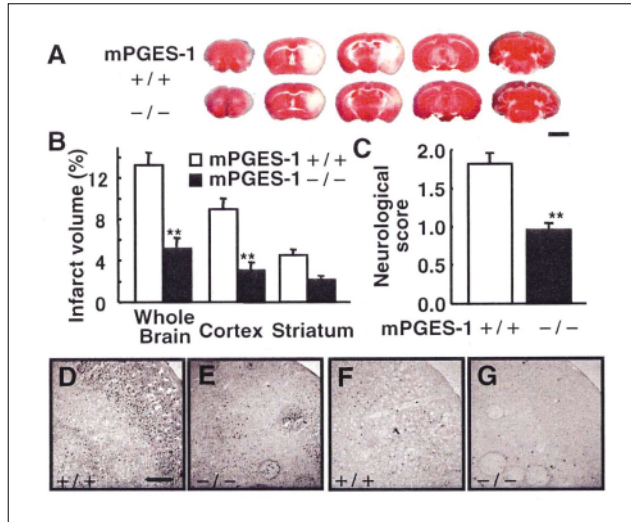 A mPGES-1
+/+
−/−
B
Infarct volume (%)
12
8
4
0
mPGES-1 +/+
mPGES-1 −/−
**
**
Whole Brain
Cortex
Striatum
C
Neurological score
2.0
1.5
1.0
0.5
0.0
**
mPGES-1 +/+ −/−
D
+/+
E
−/−
F
+/+
G
−/−